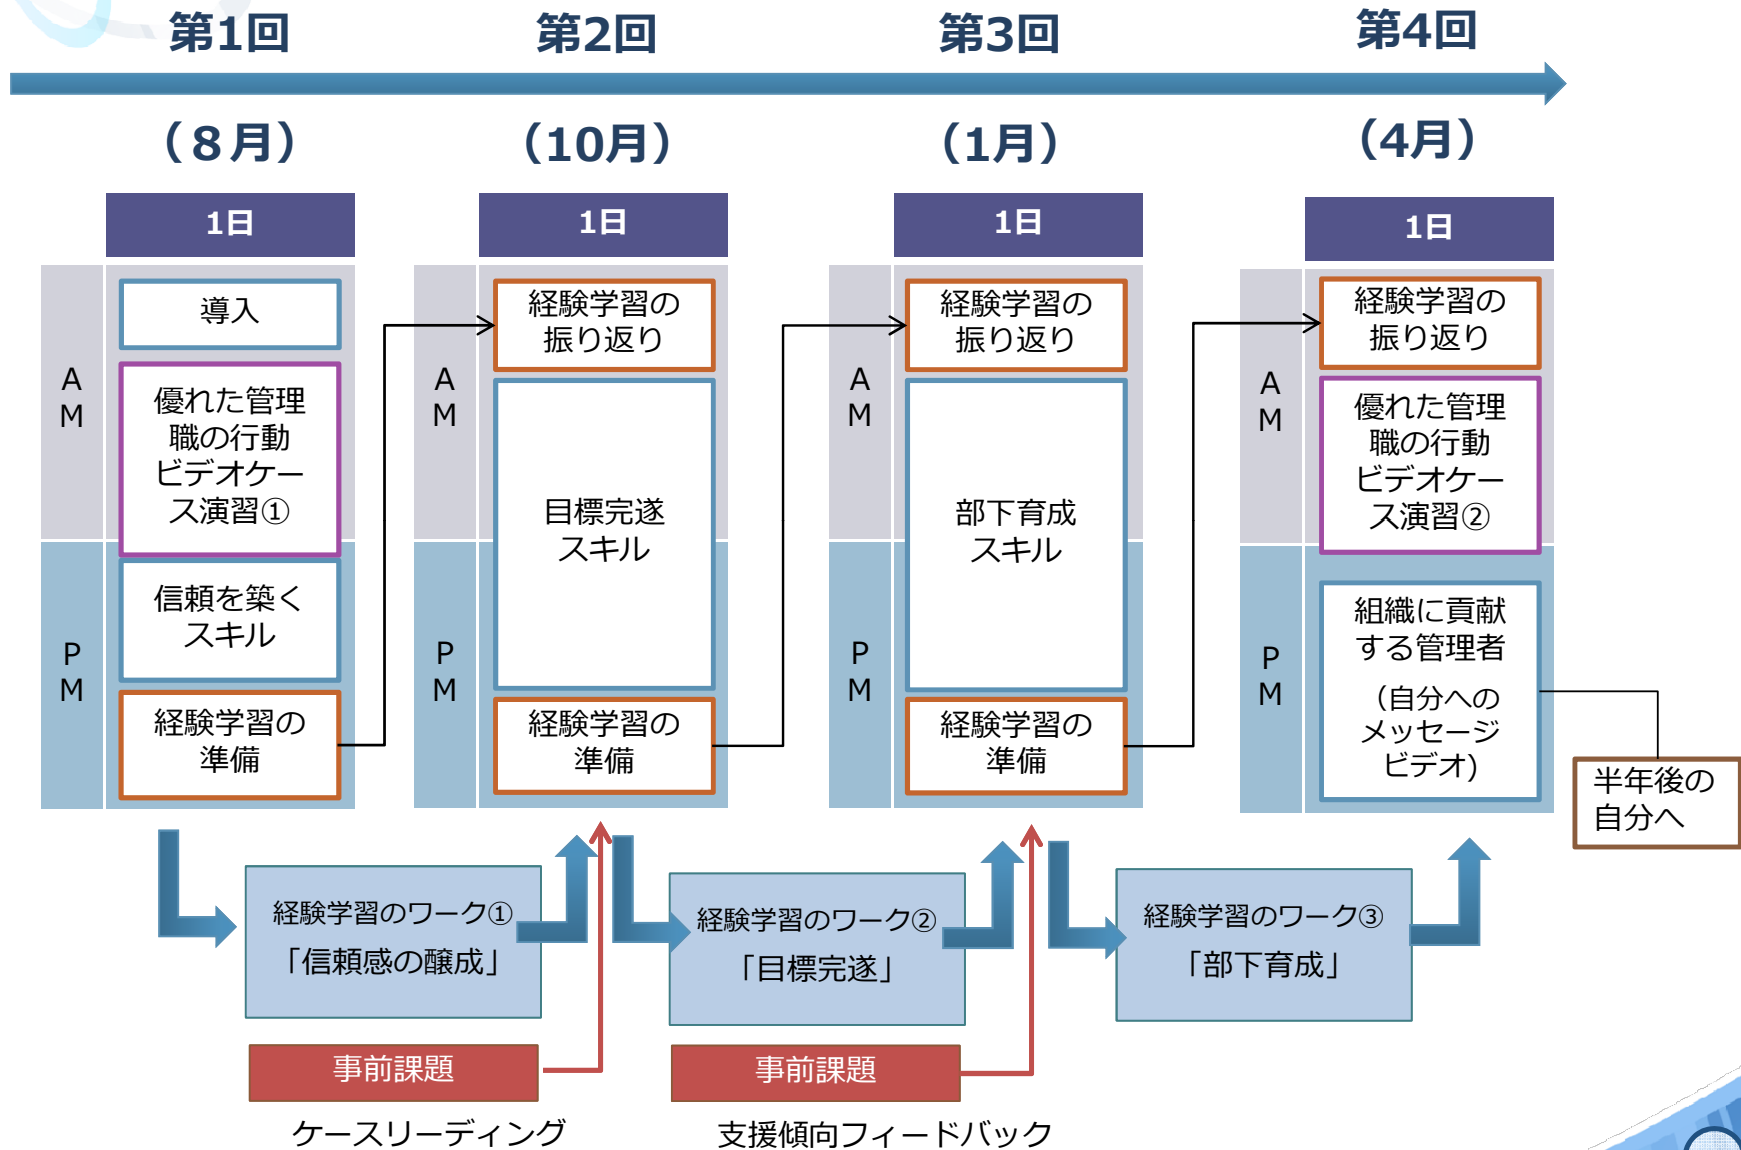 第1回
第2回
第3回
第4回
（８月）
（10月）
（1月）
（4月）
1日
1日
1日
1日
A
M
導入
優れた管理
職の行動
ビデオケー
ス演習①
P
M
信頼を築く
スキル
経験学習の
準備
A
M
経験学習の
振り返り
目標完遂
スキル
P
M
経験学習の
準備
A
M
経験学習の
振り返り
部下育成
スキル
P
M
経験学習の
準備
A
M
経験学習の
振り返り
優れた管理
職の行動
ビデオケー
ス演習②
P
M
組織に貢献
する管理者
（自分への
メッセージ
ビデオ)
半年後の
自分へ
経験学習のワーク①
「信頼感の醸成」
経験学習のワーク②
「目標完遂」
経験学習のワーク③
「部下育成」
事前課題
ケースリーディング
事前課題
支援傾向フィードバック